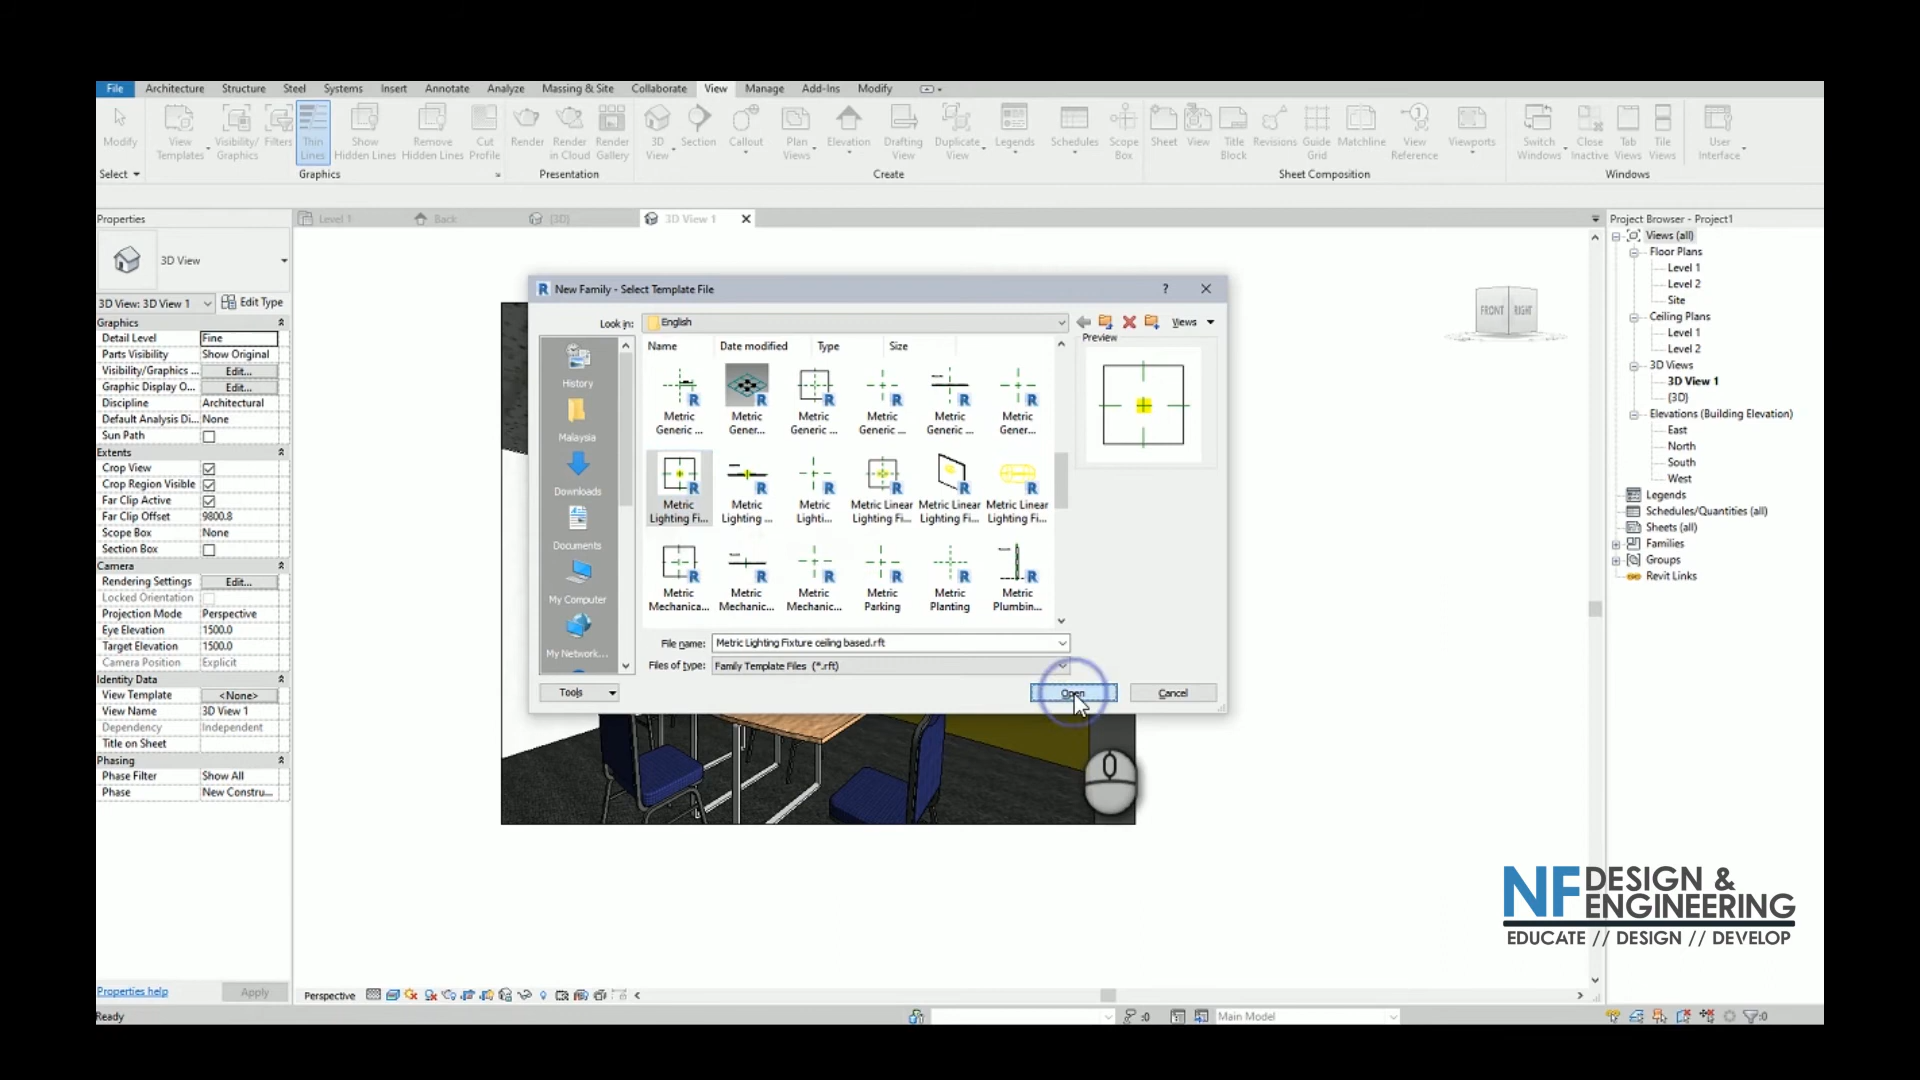 File Architecture Structure Steel Systems Insert Annotate Analyze Massing & Site Collaborate View Manage Add-Ins Modify
Modify
View Templates
Visibility/ Graphics
Filters
Thin Lines
Show Hidden Lines
Remove Hidden Lines
Cut Profile
Render
Render in Cloud
Render Gallery
3D View
Section
Callout
Plan Views
Elevation
Drafting View
Duplicate View
Legends
Schedules
Scope Box
Sheet
View
Title Block
Revisions
Guide Grid
Matchline
View Reference
Viewports
Switch Windows
Close Inactive
Tab Views
Tile Views
User Interface
Select
Graphics
Presentation
Create
Sheet Composition
Windows
Properties
Level 1
Back
{3D}
3D View 1
Project Browser - Project1
3D View
3D View: 3D View 1
Edit Type
Graphics
Detail Level Fine
Parts Visibility Show Original
Visibility/Graphics ... Edit...
Graphic Display O... Edit...
Discipline Architectural
Default Analysis Di... None
Sun Path
Extents
Crop View
Crop Region Visible
Far Clip Active
Far Clip Offset 9800.8
Scope Box None
Section Box
Camera
Rendering Settings Edit...
Locked Orientation
Projection Mode Perspective
Eye Elevation 1500.0
Target Elevation 1500.0
Camera Position Explicit
Identity Data
View Template <None>
View Name 3D View 1
Dependency Independent
Title on Sheet
Phasing
Phase Filter Show All
Phase New Constru...
Properties help
Apply
New Family - Select Template File
?
Look in: English
Views
Name Date modified Type Size
Preview
History
Malaysia
Downloads
Documents
My Computer
My Network...
Metric Generic ...
Metric Gener...
Metric Generic ...
Metric Generic ...
Metric Generic ...
Metric Gener...
Metric Lighting Fi...
Metric Lighting ...
Metric Lighti...
Metric Linear Lighting Fi...
Metric Linear Lighting Fi...
Metric Linear Lighting Fi...
Metric Mechanica...
Metric Mechanic...
Metric Mechanic...
Metric Parking
Metric Planting
Metric Plumbin...
File name: Metric Lighting Fixture ceiling based.rft
Files of type: Family Template Files (*.rft)
Tools
Open
Cancel
FRONT RIGHT
Views (all)
Floor Plans
Level 1
Level 2
Site
Ceiling Plans
Level 1
Level 2
3D Views
3D View 1
{3D}
Elevations (Building Elevation)
East
North
South
West
Legends
Schedules/Quantities (all)
Sheets (all)
Families
Groups
Revit Links
NF DESIGN &
ENGINEERING
EDUCATE // DESIGN // DEVELOP
Perspective
Ready
:0
Main Model
:0